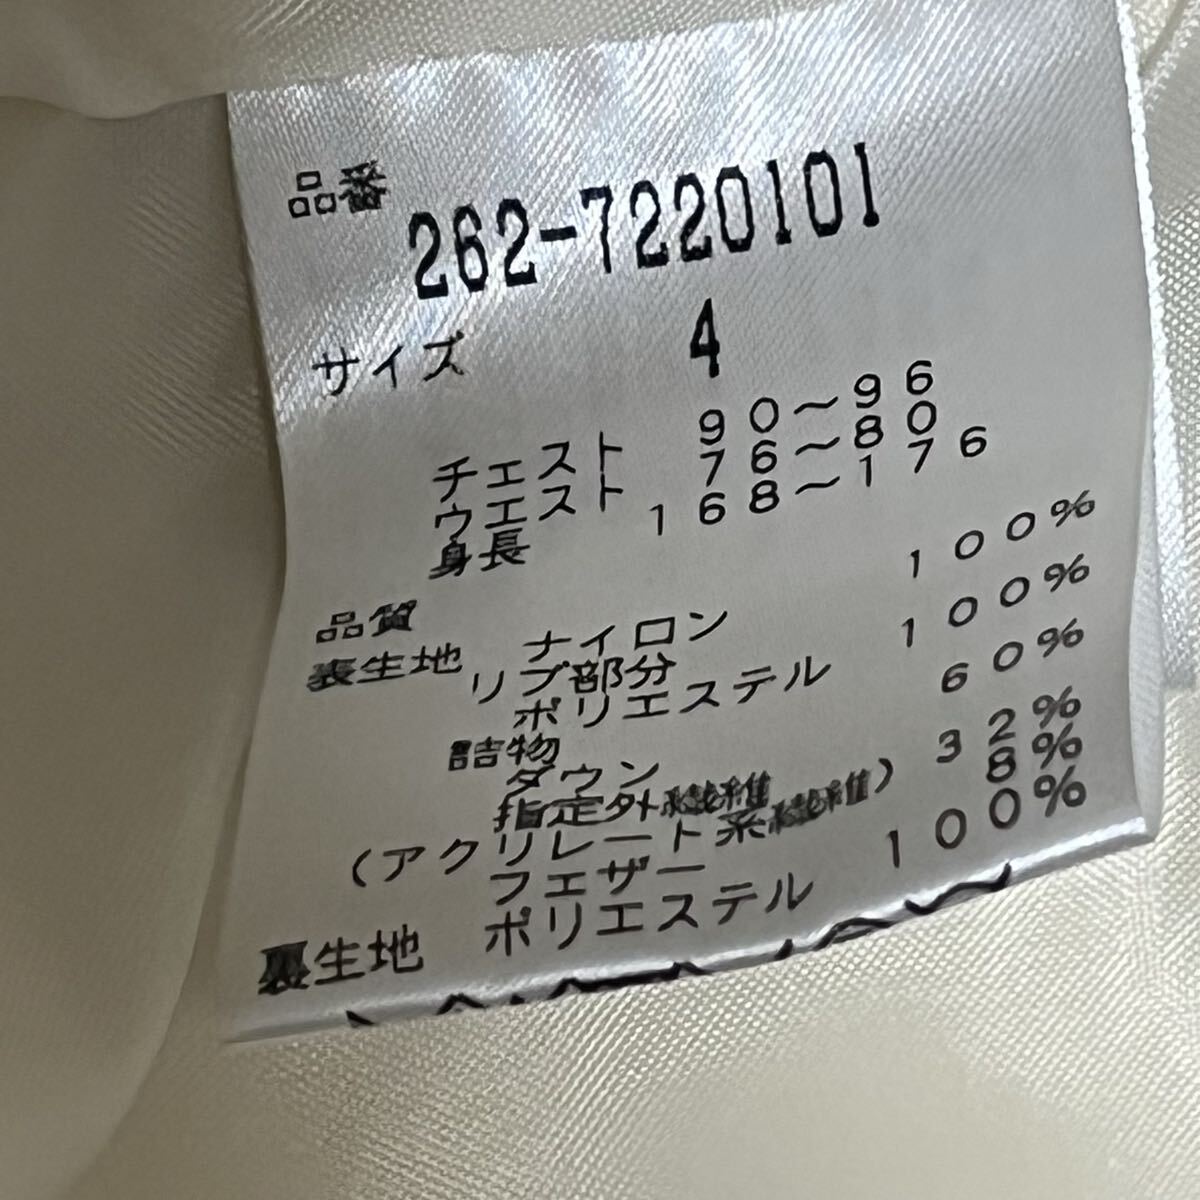 品番 262-7220101
サイズ 4
チェスト 90～96
ウエスト 76～80
身長 168～176
品質
表生地 ナイロン 100%
リブ部分
ポリエステル 100%
詰物
ダウン 60%
指定外繊維
(アクリレート系繊維) 32%
フェザー 8%
裏生地 ポリエステル 100%